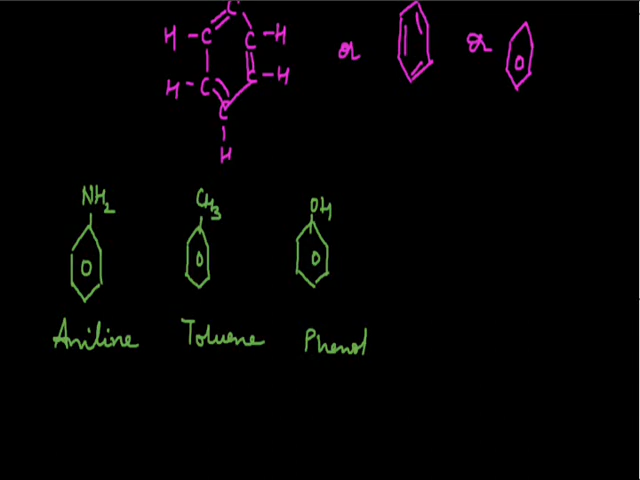 C
H-C C-H
or or
H-C C-H
C
H
NH2 CH3 OH
Aniline Toluene Phenol